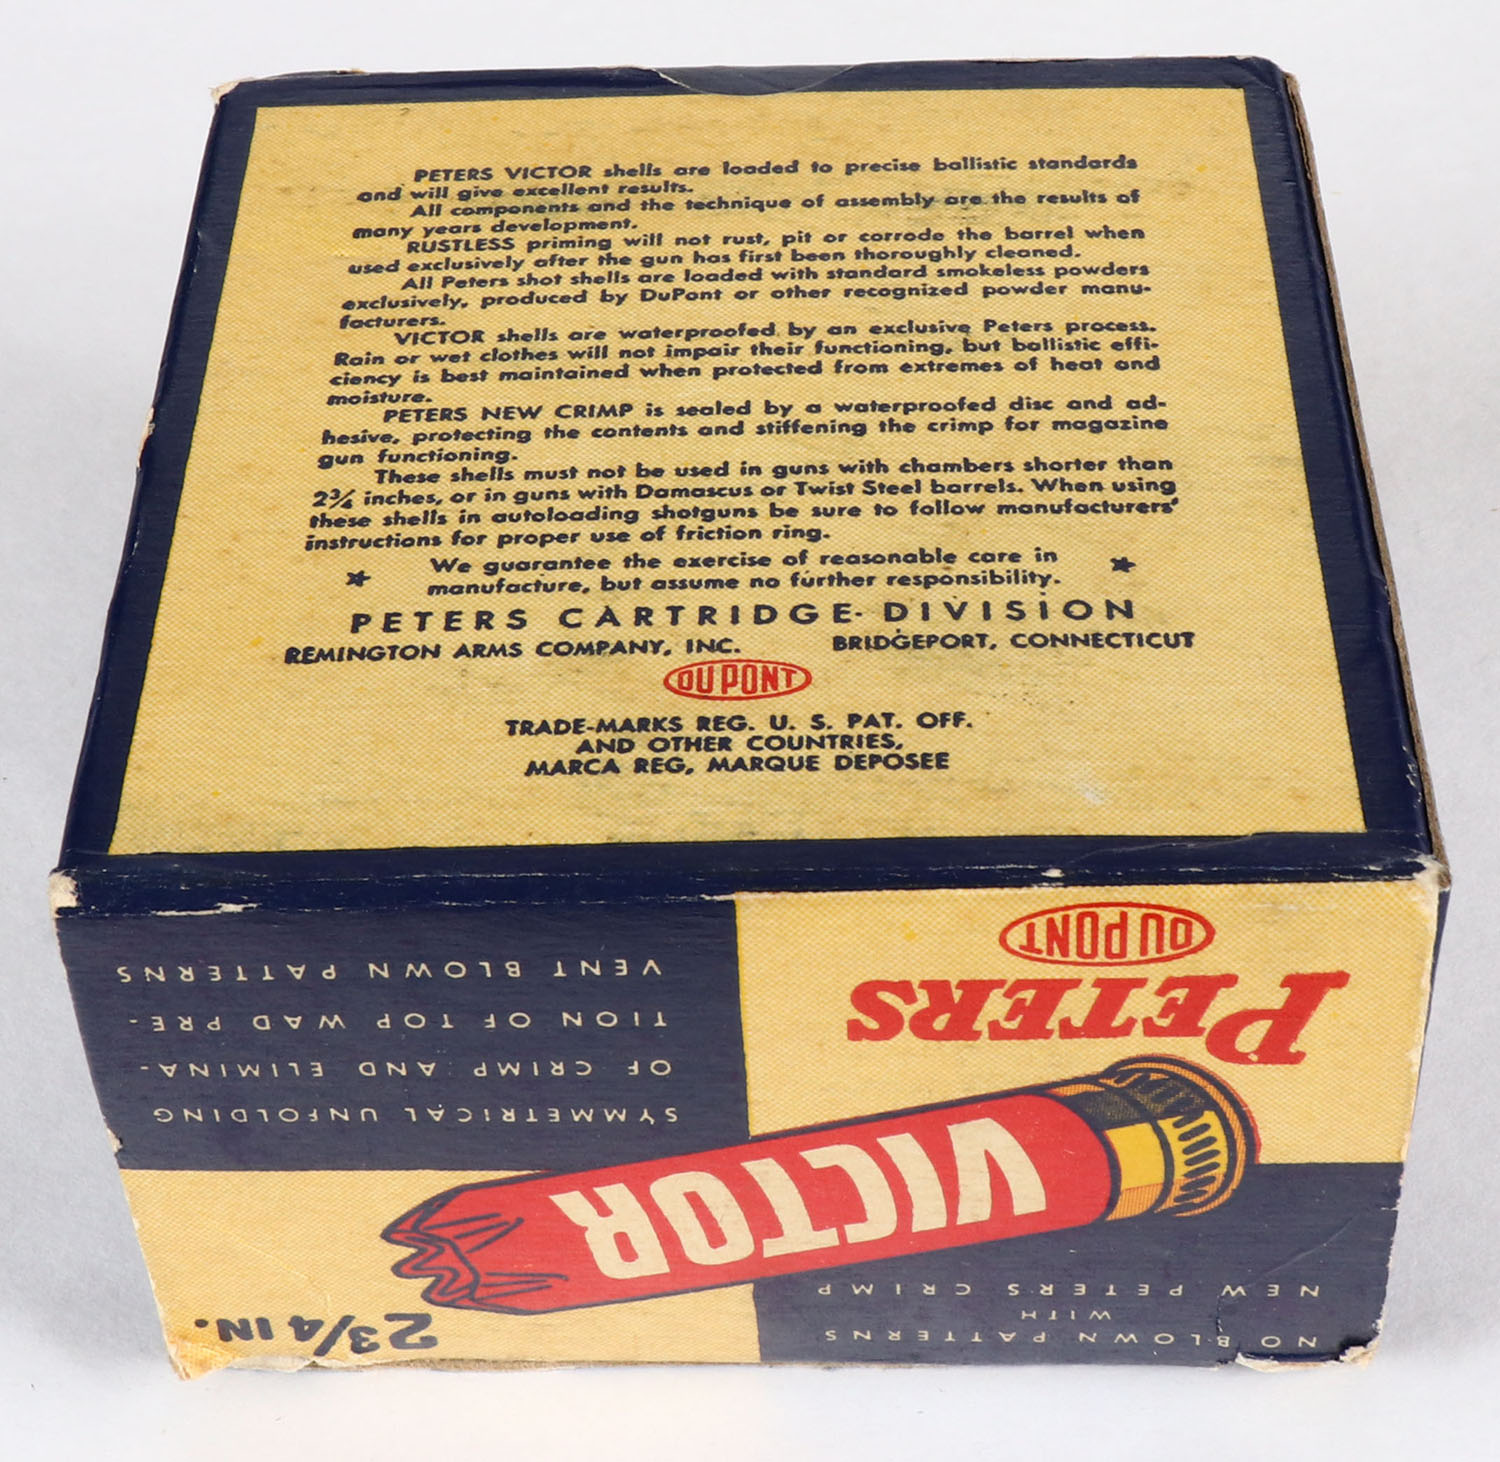 PETERS VICTOR shells are loaded to precise ballistic standards
and will give excellent results.
All components and the technique of assembly are the results of
many years development.
RUSTLESS priming will not rust, pit or corrode the barrel when
used exclusively after the gun has first been thoroughly cleaned.
All Peters shot shells are loaded with standard smokeless powders
exclusively, produced by DuPont or other recognized powder manu-
facturers.
VICTOR shells are waterproofed by an exclusive Peters process.
Rain or wet clothes will not impair their functioning, but ballistic effi-
ciency is best maintained when protected from extremes of heat and
moisture.
PETERS NEW CRIMP is sealed by a waterproofed disc and ad-
hesive, protecting the contents and stiffening the crimp for magazine
gun functioning.
These shells must not be used in guns with chambers shorter than
2¾ inches, or in guns with Damascus or Twist Steel barrels. When using
these shells in autoloading shotguns be sure to follow manufacturers'
instructions for proper use of friction ring.
We guarantee the exercise of reasonable care in
manufacture, but assume no further responsibility.
PETERS CARTRIDGE DIVISION
REMINGTON ARMS COMPANY, INC. BRIDGEPORT, CONNECTICUT
DU PONT
TRADE-MARKS REG. U. S. PAT. OFF.
AND OTHER COUNTRIES,
MARCA REG, MARQUE DEPOSEE
NO BLOWN PATTERNS
WITH
NEW PETERS CRIMP
2 3/4 IN.
VICTOR
PETERS
DU PONT
SYMMETRICAL UNFOLDING
OF CRIMP AND ELIMINA-
TION OF TOP WAD PRE-
VENT BLOWN PATTERNS